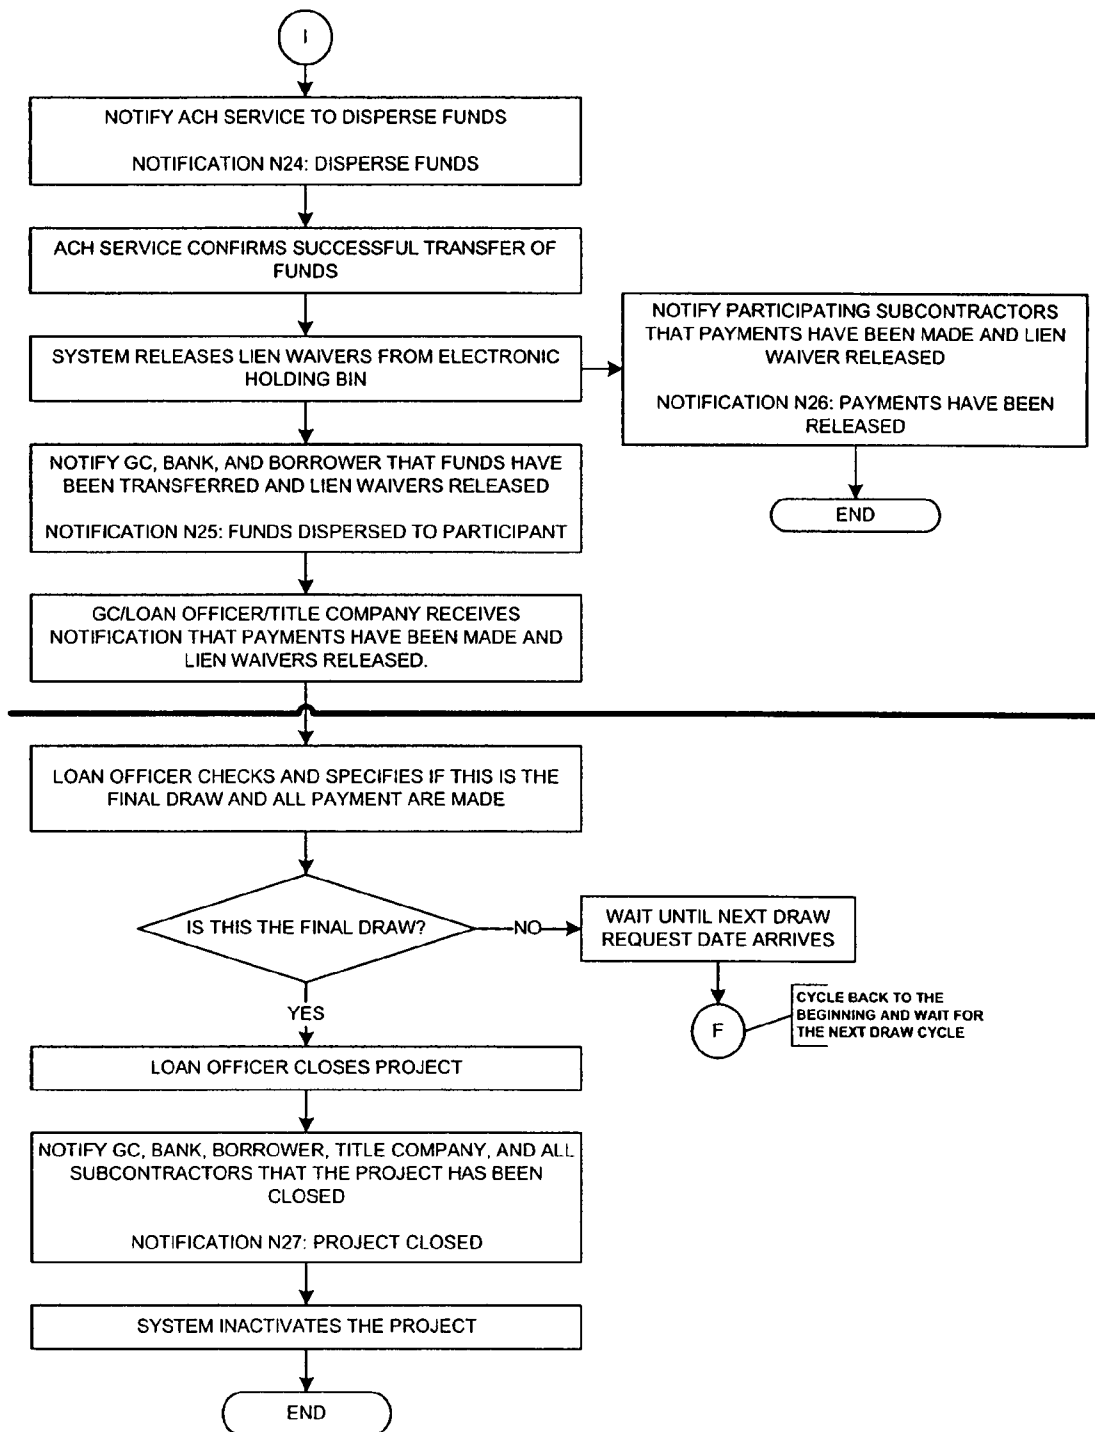 I
NOTIFY ACH SERVICE TO DISPERSE FUNDS
NOTIFICATION N24: DISPERSE FUNDS
ACH SERVICE CONFIRMS SUCCESSFUL TRANSFER OF
FUNDS
SYSTEM RELEASES LIEN WAIVERS FROM ELECTRONIC
HOLDING BIN
NOTIFY PARTICIPATING SUBCONTRACTORS
THAT PAYMENTS HAVE BEEN MADE AND LIEN
WAIVER RELEASED
NOTIFICATION N26: PAYMENTS HAVE BEEN
RELEASED
END
NOTIFY GC, BANK, AND BORROWER THAT FUNDS HAVE
BEEN TRANSFERRED AND LIEN WAIVERS RELEASED
NOTIFICATION N25: FUNDS DISPERSED TO PARTICIPANT
GC/LOAN OFFICER/TITLE COMPANY RECEIVES
NOTIFICATION THAT PAYMENTS HAVE BEEN MADE AND
LIEN WAIVERS RELEASED.
LOAN OFFICER CHECKS AND SPECIFIES IF THIS IS THE
FINAL DRAW AND ALL PAYMENT ARE MADE
IS THIS THE FINAL DRAW?
NO
WAIT UNTIL NEXT DRAW
REQUEST DATE ARRIVES
F
CYCLE BACK TO THE
BEGINNING AND WAIT FOR
THE NEXT DRAW CYCLE
YES
LOAN OFFICER CLOSES PROJECT
NOTIFY GC, BANK, BORROWER, TITLE COMPANY, AND ALL
SUBCONTRACTORS THAT THE PROJECT HAS BEEN
CLOSED
NOTIFICATION N27: PROJECT CLOSED
SYSTEM INACTIVATES THE PROJECT
END